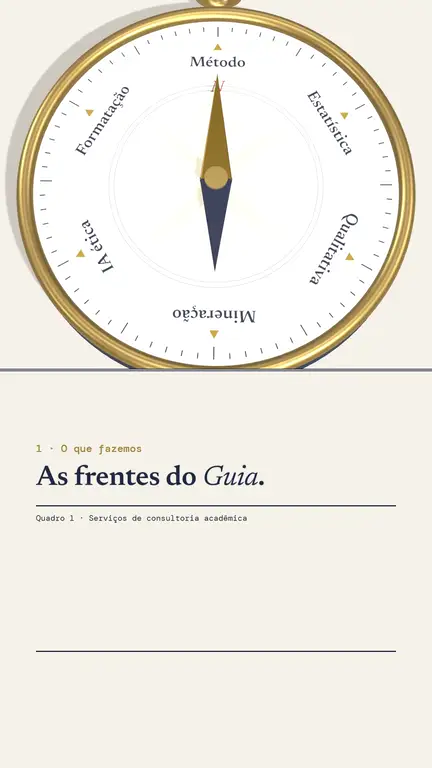 Método
N
Estatística
Qualitativa
Mineração
IA ética
Formatação
1 · O que fazemos
As frentes do Guia.
Quadro 1 · Serviços de consultoria acadêmica